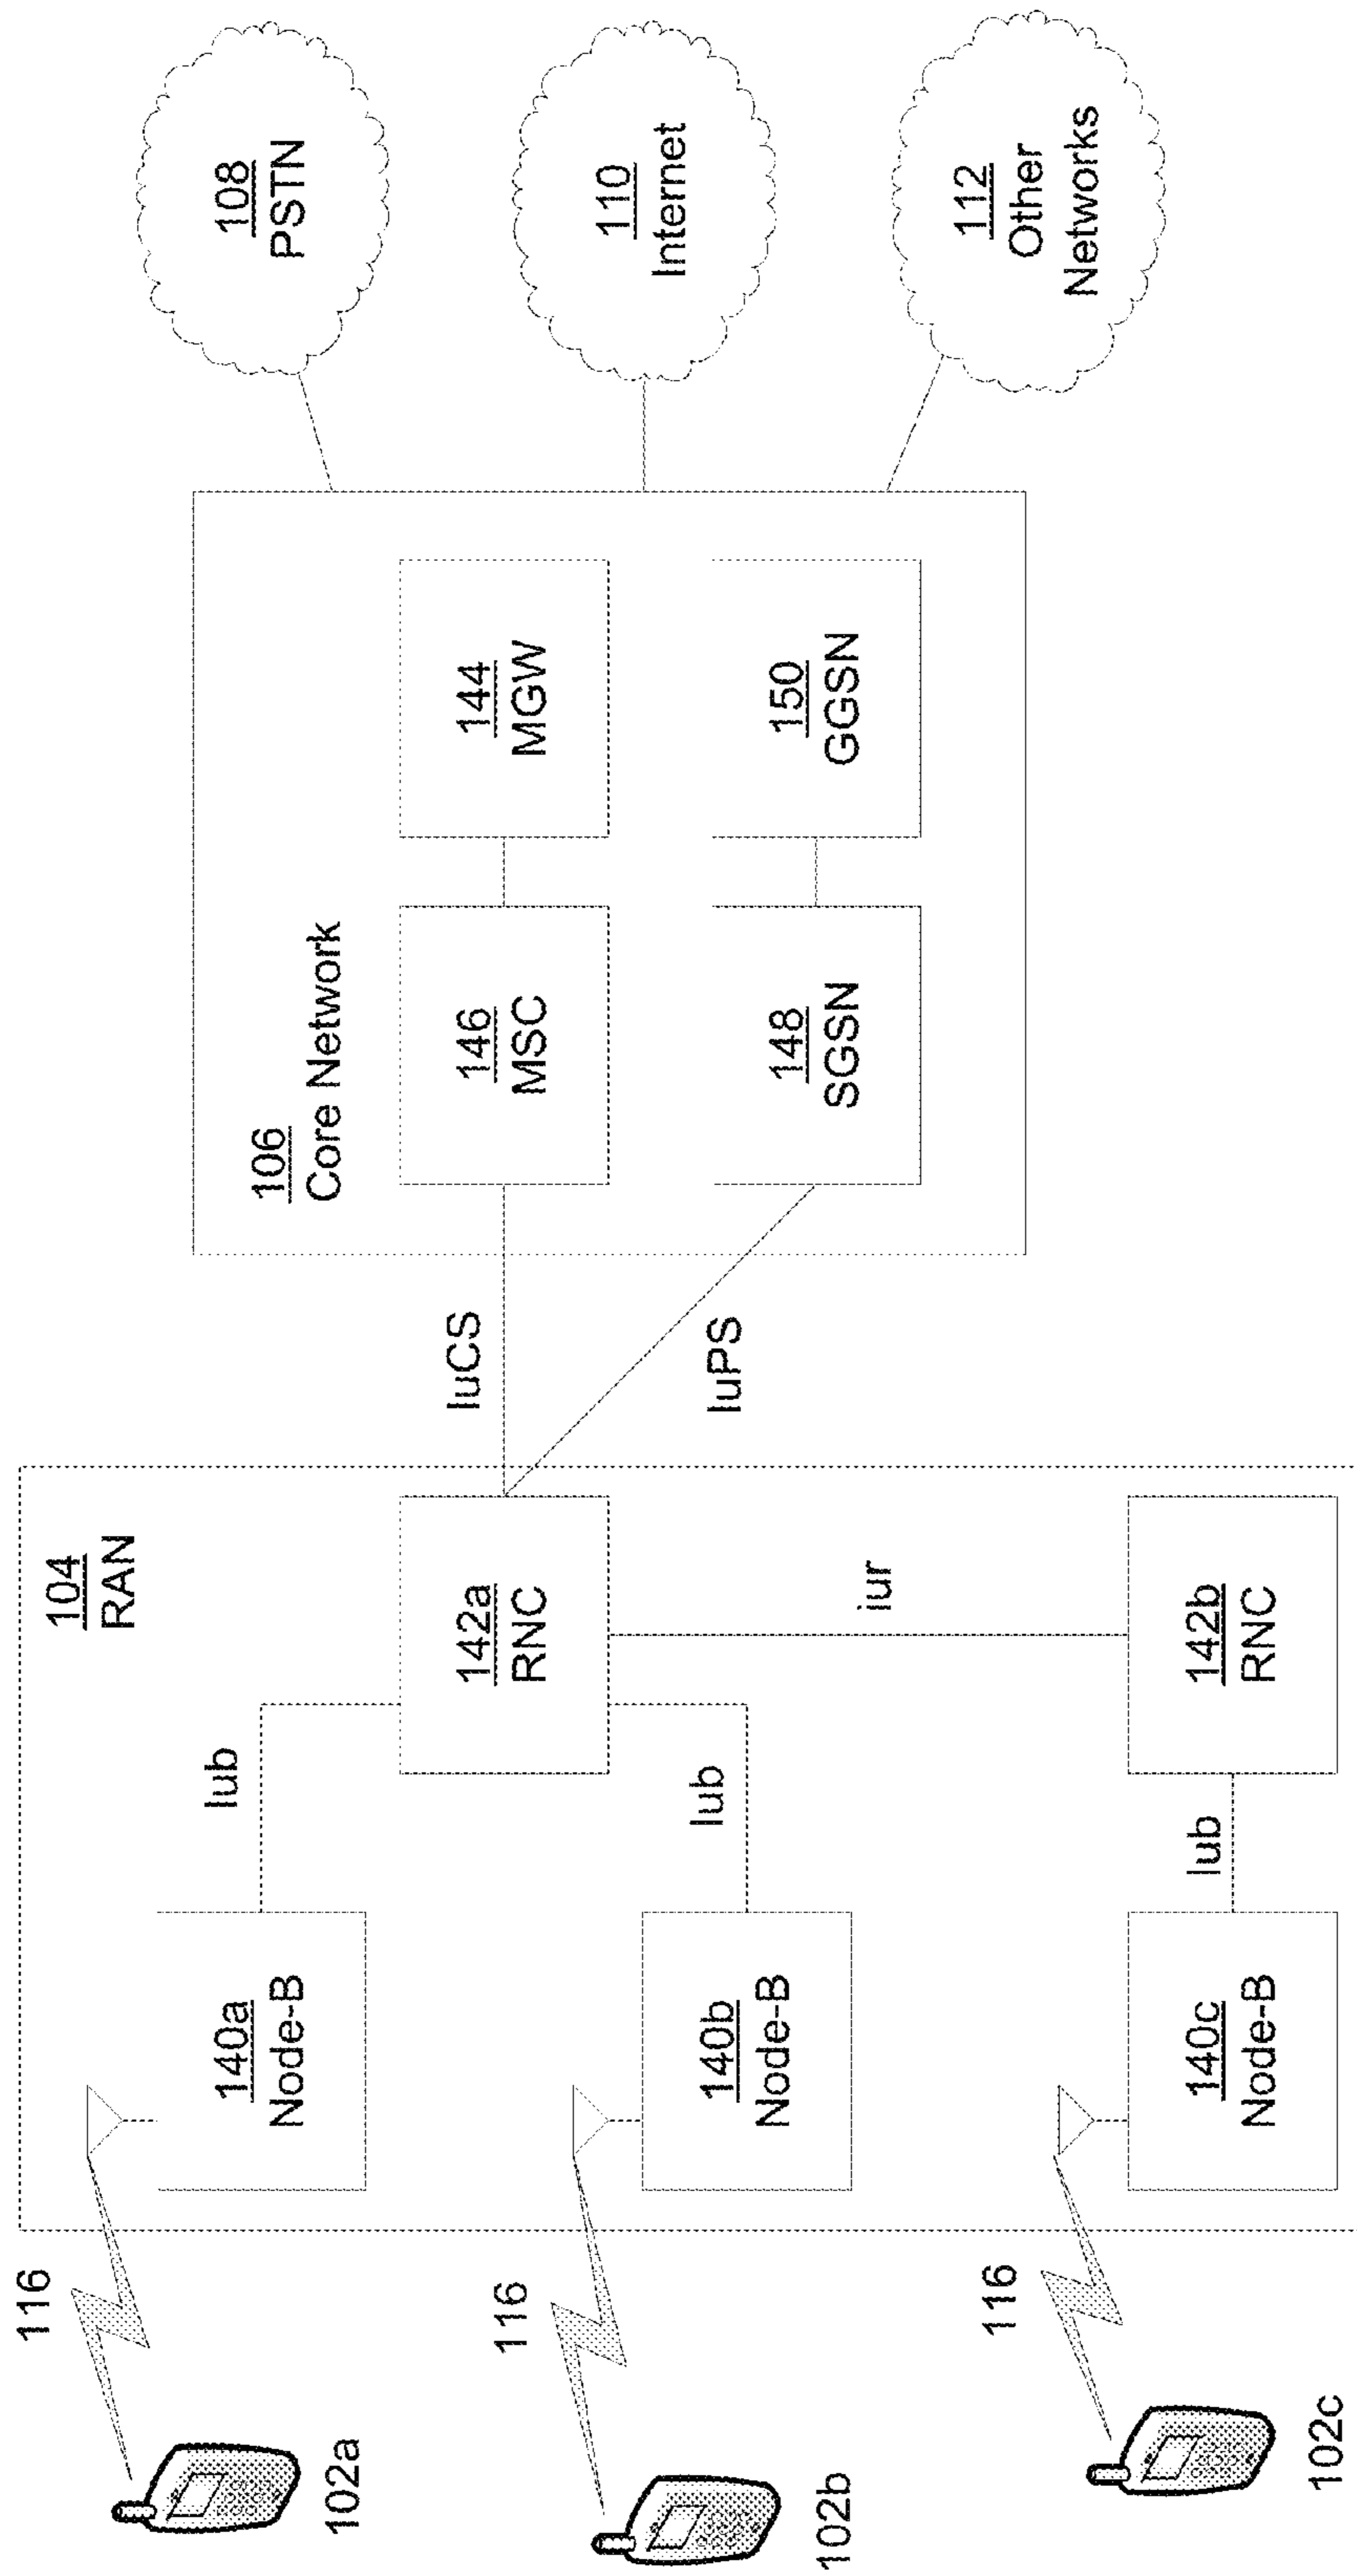 104
RAN
116
102a
140a
Node-B
Iub
142a
RNC
116
102b
140b
Node-B
Iub
iur
116
102c
140c
Node-B
Iub
142b
RNC
IuCS
IuPS
106
Core Network
146
MSC
144
MGW
148
SGSN
150
GGSN
108
PSTN
110
Internet
112
Other
Networks